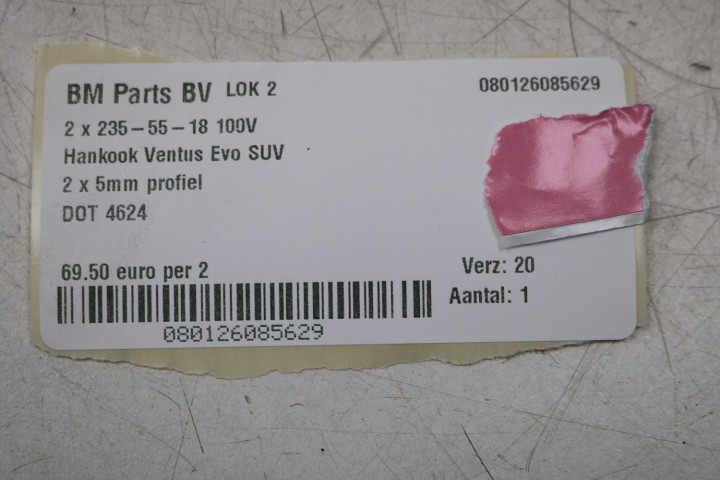 BM Parts BV LOK 2 080126085629
2 x 235-55-18 100V
Hankook Ventus Evo SUV
2 x 5mm profiel
DOT 4624
69.50 euro per 2 Verz: 20
Aantal: 1
080126085629